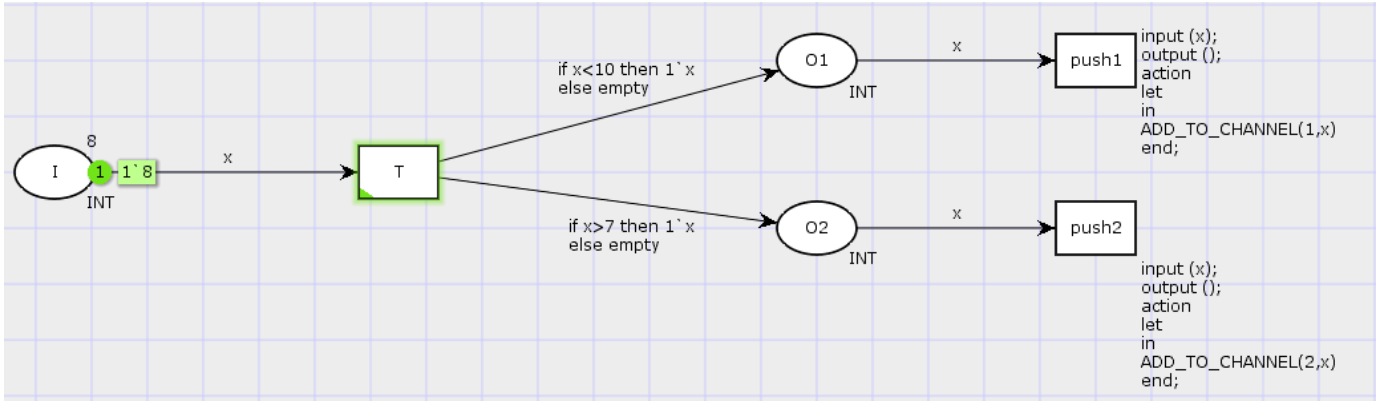 8
I
1
1`8
INT
x
T
if x<10 then 1`x
else empty
O1
INT
x
push1
input (x);
output ();
action
let
in
ADD_TO_CHANNEL(1,x)
end;
if x>7 then 1`x
else empty
O2
INT
x
push2
input (x);
output ();
action
let
in
ADD_TO_CHANNEL(2,x)
end;